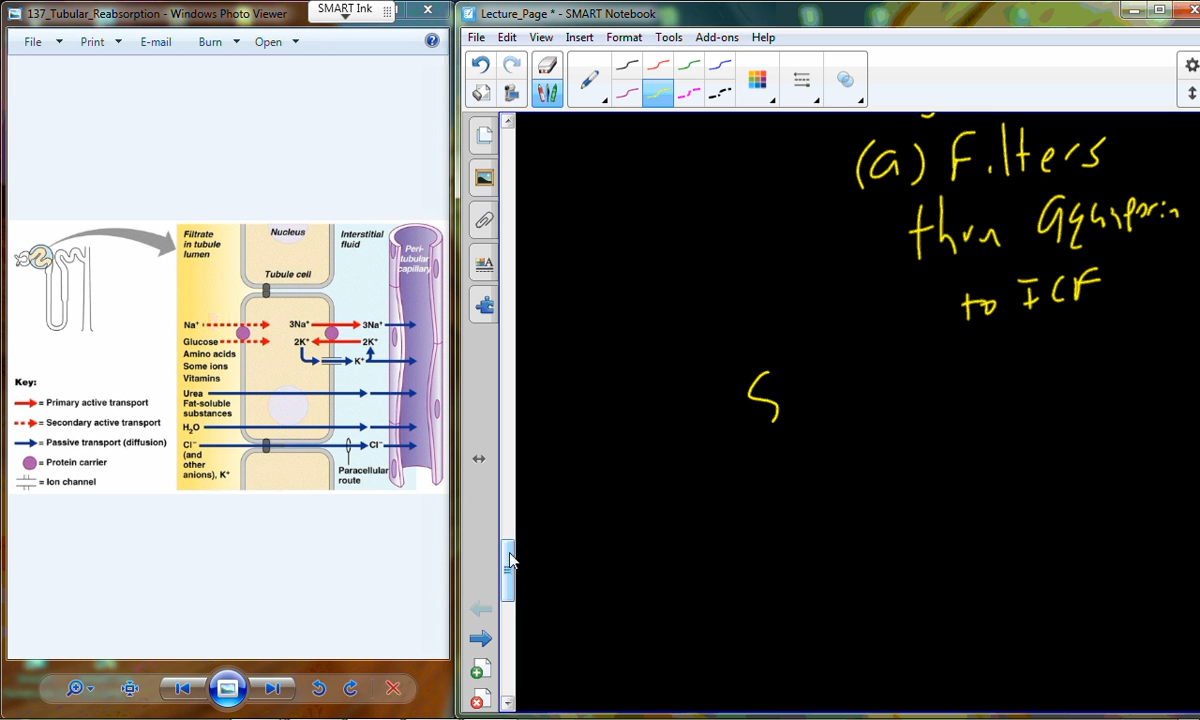 137_Tubular_Reabsorption - Windows Photo Viewer
SMART Ink
File Print E-mail Burn Open
Filtrate
in tubule
lumen
Nucleus
Interstitial
fluid
Peri-
tubular
capillary
Tubule cell
Na⁺
3Na⁺
3Na⁺
Glucose
2K⁺
2K⁺
Amino acids
Some ions
K⁺
Vitamins
Urea
Fat-soluble
substances
H₂O
Cl⁻
Cl⁻
(and
other
anions), K⁺
Paracellular
route
Key:
= Primary active transport
= Secondary active transport
= Passive transport (diffusion)
= Protein carrier
= Ion channel
Lecture_Page * - SMART Notebook
File Edit View Insert Format Tools Add-ons Help
(a) Filters
thru Aquaporin
to ICF
S